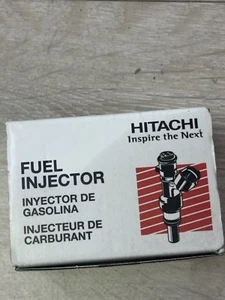 HITACHI
Inspire the Next
FUEL
INJECTOR
INYECTOR DE
GASOLINA
INJECTEUR DE
CARBURANT